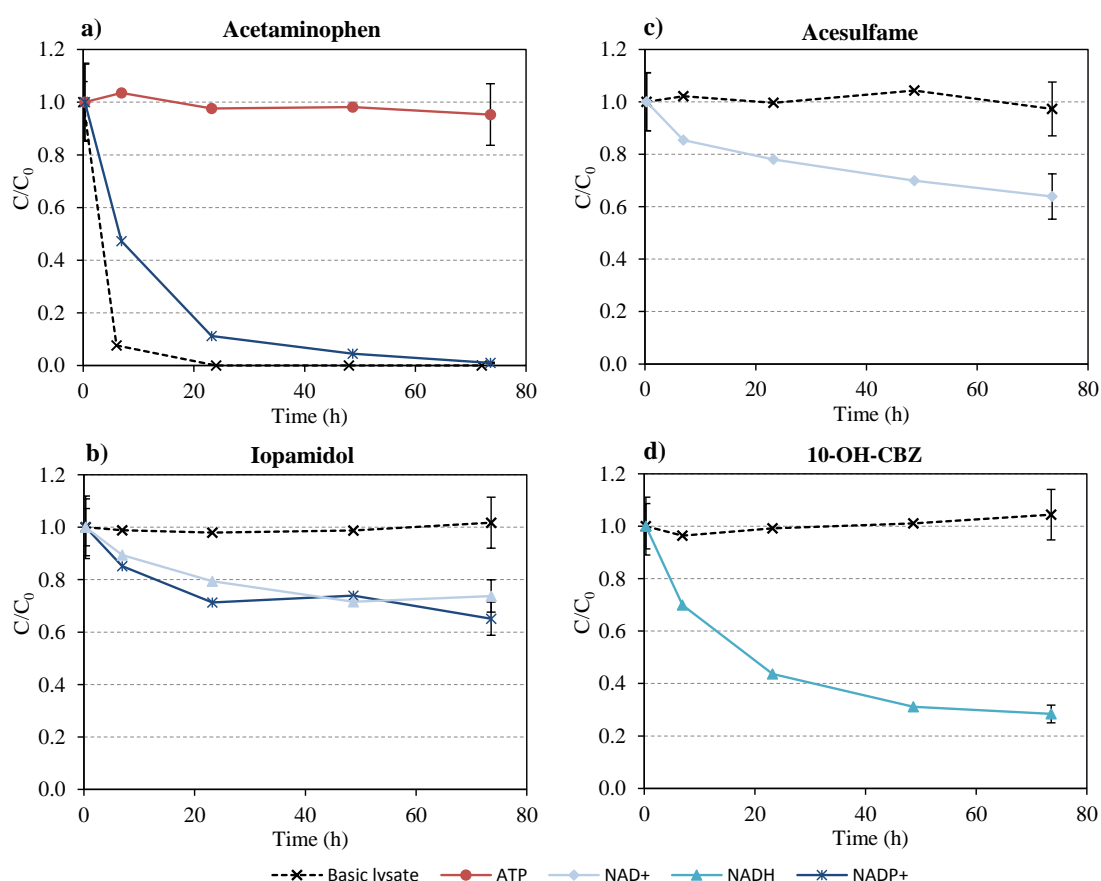 a)
Acetaminophen
1.2
1.0
0.8
0.6
0.4
0.2
0.0
C/C0
0 20 40 60 80
Time (h)
c)
Acesulfame
1.2
1.0
0.8
0.6
0.4
0.2
0.0
C/C0
0 20 40 60 80
Time (h)
b)
Iopamidol
1.2
1.0
0.8
0.6
0.4
0.2
0.0
C/C0
0 20 40 60 80
Time (h)
d)
10-OH-CBZ
1.2
1.0
0.8
0.6
0.4
0.2
0.0
C/C0
0 20 40 60 80
Time (h)
Basic lysate ATP NAD+ NADH NADP+